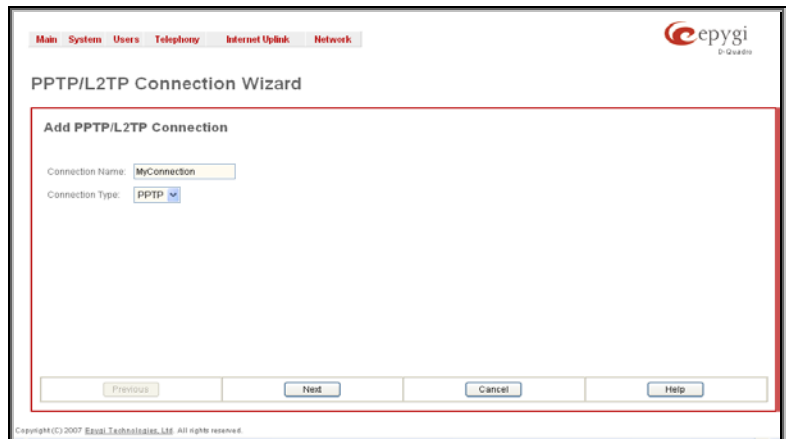 Main System Users Telephony Internet Uplink Network
epygi
D-Quadro
PPTP/L2TP Connection Wizard
Add PPTP/L2TP Connection
Connection Name: MyConnection
Connection Type: PPTP
Previous Next Cancel Help
Copyright (C) 2007 Epygi Technologies, Ltd. All rights reserved.